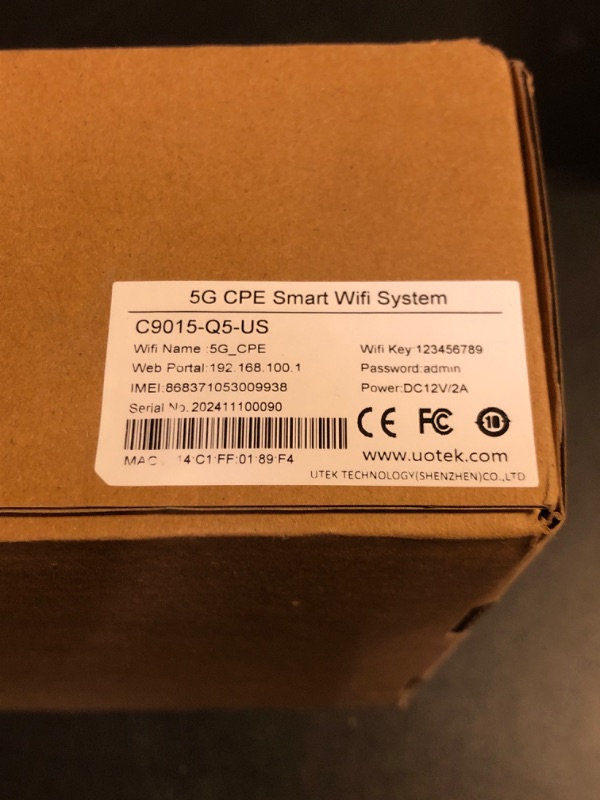 5G CPE Smart Wifi System
C9015-Q5-US
Wifi Name :5G_CPE
Wifi Key:123456789
Web Portal:192.168.100.1
Password:admin
IMEI:868371053009938
Power:DC12V/2A
Serial No. 202411100090
CE FC 10
MAC 14:C1:FF:01:89:F4
www.uotek.com
UTEK TECHNOLOGY(SHENZHEN)CO.,LTD